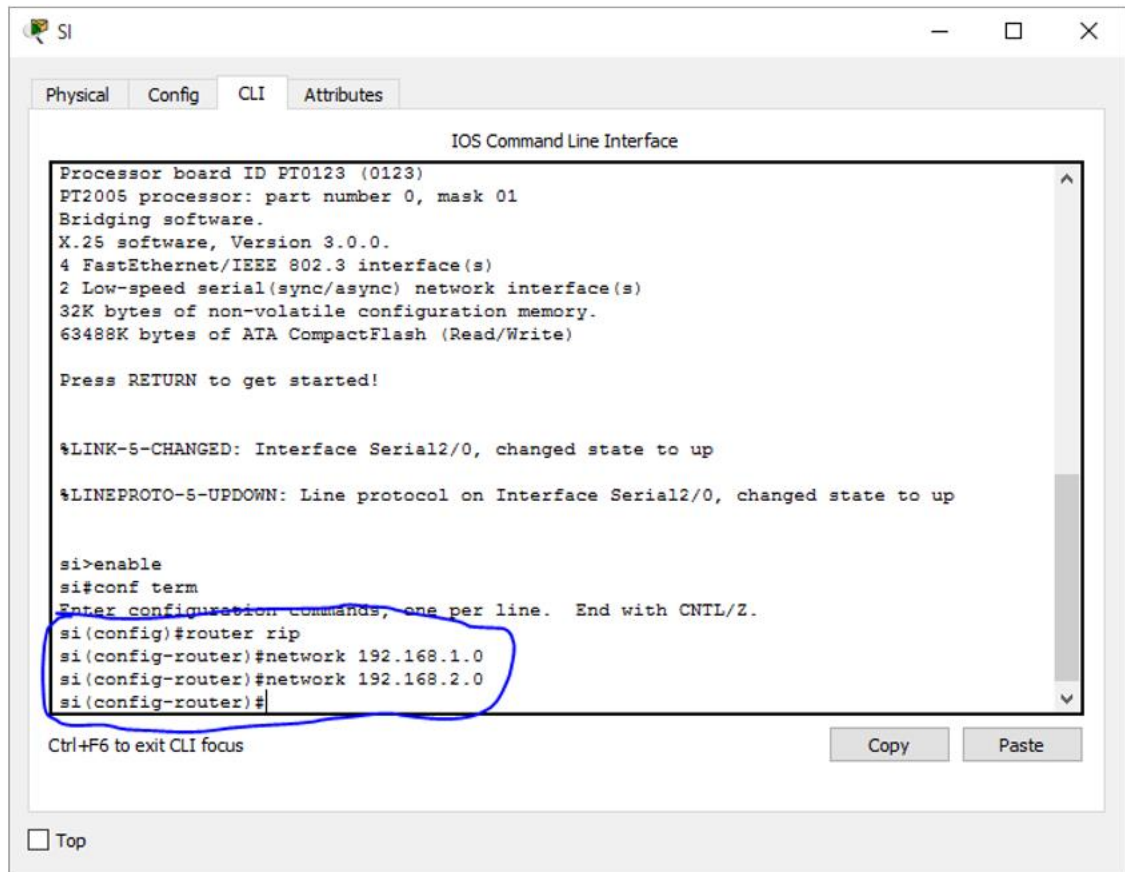 SI
Physical Config CLI Attributes
IOS Command Line Interface
Processor board ID PT0123 (0123)
PT2005 processor: part number 0, mask 01
Bridging software.
X.25 software, Version 3.0.0.
4 FastEthernet/IEEE 802.3 interface(s)
2 Low-speed serial(sync/async) network interface(s)
32K bytes of non-volatile configuration memory.
63488K bytes of ATA CompactFlash (Read/Write)
Press RETURN to get started!
%LINK-5-CHANGED: Interface Serial2/0, changed state to up
%LINEPROTO-5-UPDOWN: Line protocol on Interface Serial2/0, changed state to up
si>enable
si#conf term
Enter configuration commands, one per line. End with CNTL/Z.
si(config)#router rip
si(config-router)#network 192.168.1.0
si(config-router)#network 192.168.2.0
si(config-router)#
Ctrl+F6 to exit CLI focus
Copy Paste
Top